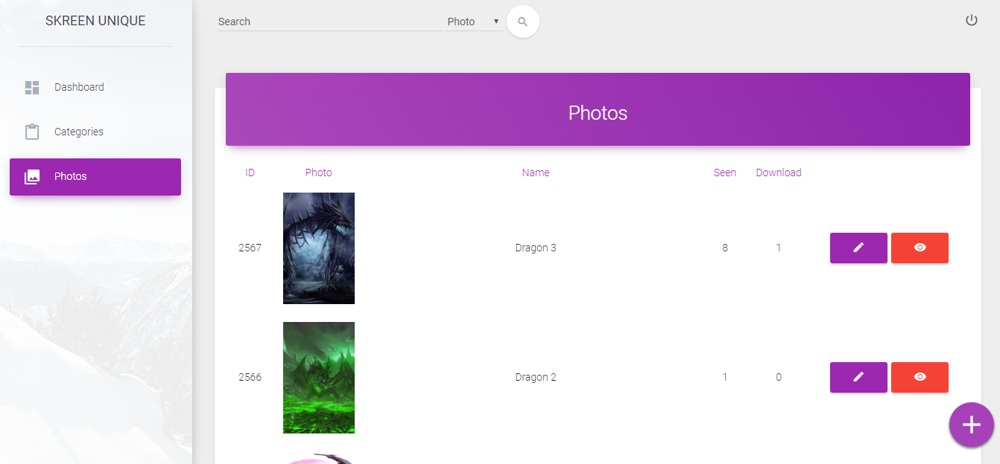 SKREEN UNIQUE
Search
Photo
Dashboard
Categories
Photos
Photos
ID Photo Name Seen Download
2567 Dragon 3 8 1
2566 Dragon 2 1 0